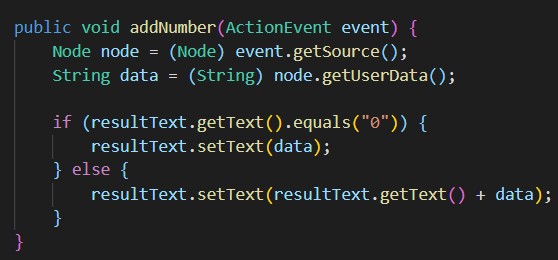 public void addNumber(ActionEvent event) {
    Node node = (Node) event.getSource();
    String data = (String) node.getUserData();

    if (resultText.getText().equals("0")) {
        resultText.setText(data);
    } else {
        resultText.setText(resultText.getText() + data);
    }
}